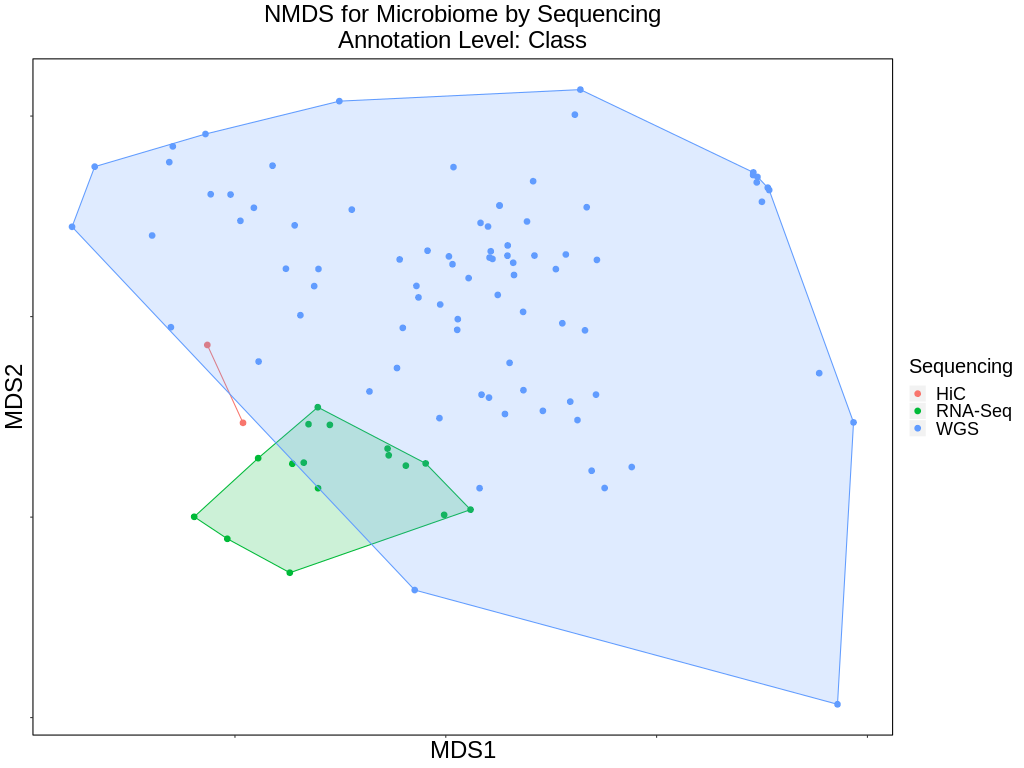 NMDS for Microbiome by Sequencing
Annotation Level: Class
MDS2
MDS1
Sequencing
HiC
RNA-Seq
WGS